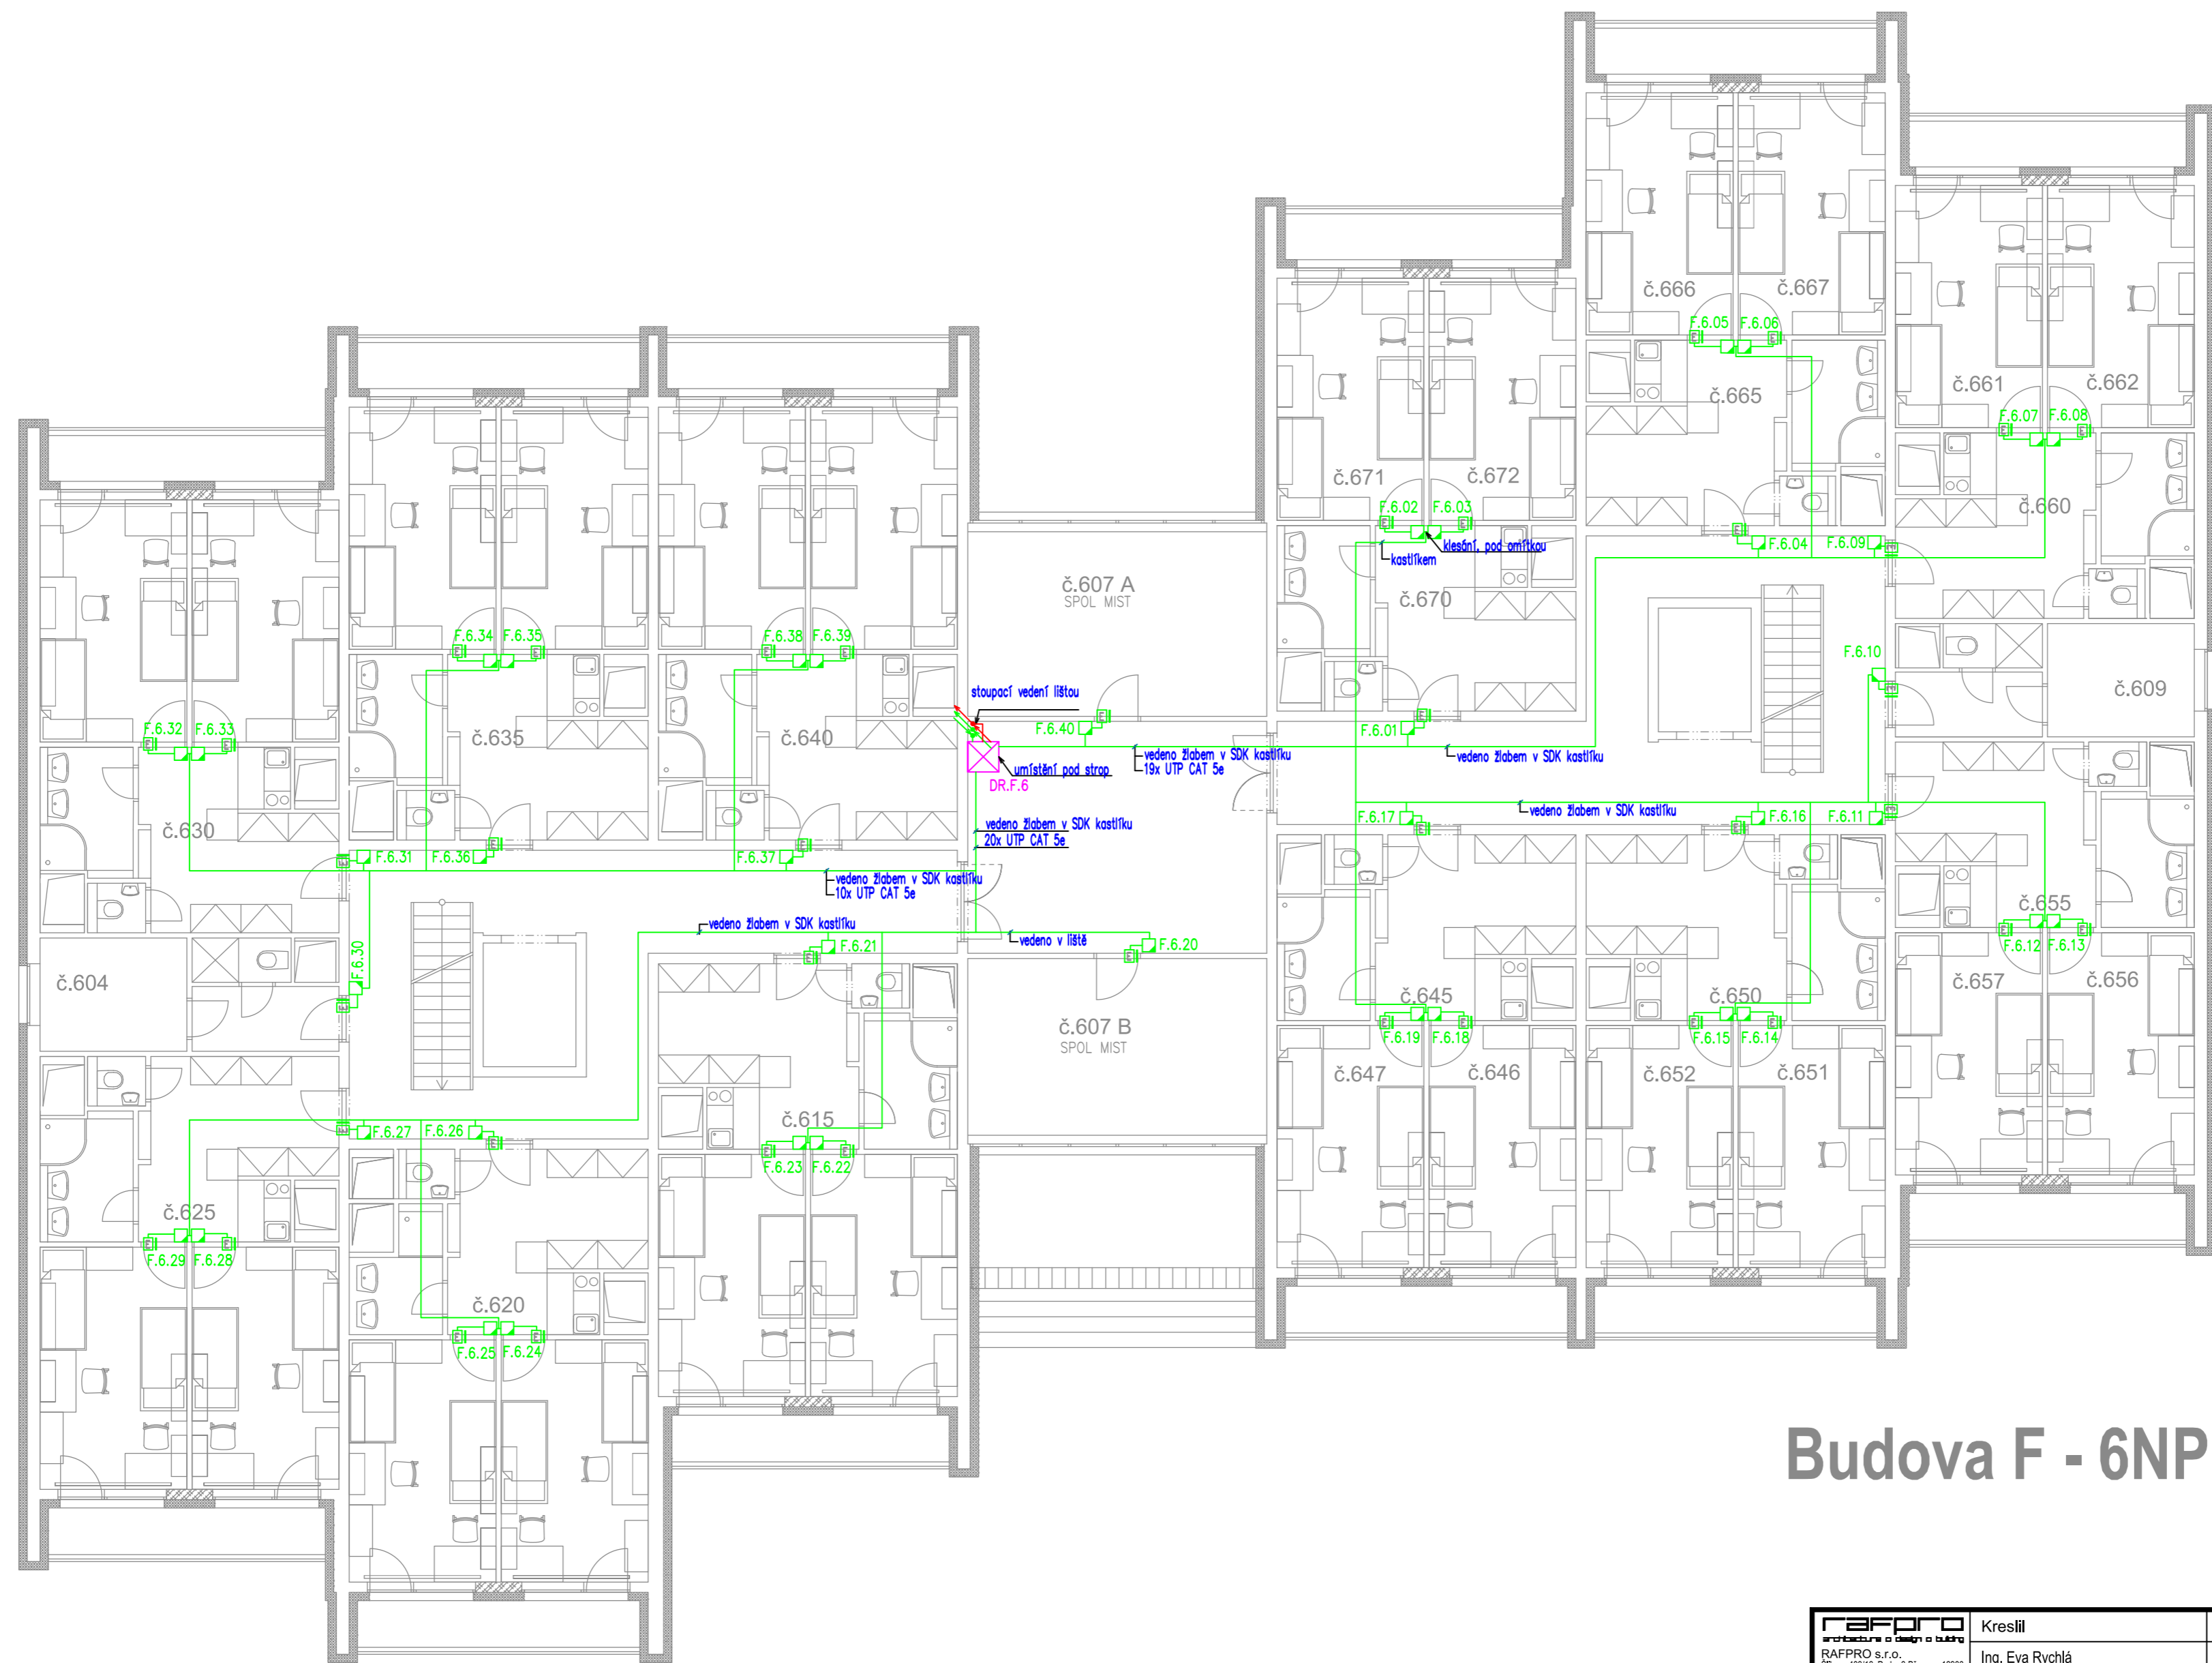 č.666
č.667
F.6.05
F.6.06
č.665
č.661
č.662
F.6.07
F.6.08
č.660
č.671
č.672
F.6.02
F.6.03
klesání, pod omítkou
kastlíkem
č.670
F.6.04
F.6.09
F.6.10
č.609
č.607 A
SPOL MIST
F.6.34
F.6.35
F.6.38
F.6.39
F.6.32
F.6.33
č.635
č.640
č.630
stoupací vedení lištou
F.6.40
F.6.01
umístění pod strop
DR.F.6
vedeno žlabem v SDK kastlíku
19x UTP CAT 5e
vedeno žlabem v SDK kastlíku
vedeno žlabem v SDK kastlíku
20x UTP CAT 5e
vedeno žlabem v SDK kastlíku
F.6.17
F.6.16
F.6.11
F.6.31
F.6.36
F.6.37
vedeno žlabem v SDK kastlíku
10x UTP CAT 5e
vedeno žlabem v SDK kastlíku
F.6.21
vedeno v liště
F.6.20
F.6.30
č.604
č.607 B
SPOL MIST
č.655
F.6.12
F.6.13
č.657
č.656
č.645
č.650
F.6.19
F.6.18
F.6.15
F.6.14
č.647
č.646
č.652
č.651
F.6.27
F.6.26
č.615
F.6.23
F.6.22
č.625
F.6.29
F.6.28
č.620
F.6.25
F.6.24
Budova F - 6NP
rafpro
architecture o design o building
RAFPRO s.r.o.
Kreslil
Ing. Eva Rychlá